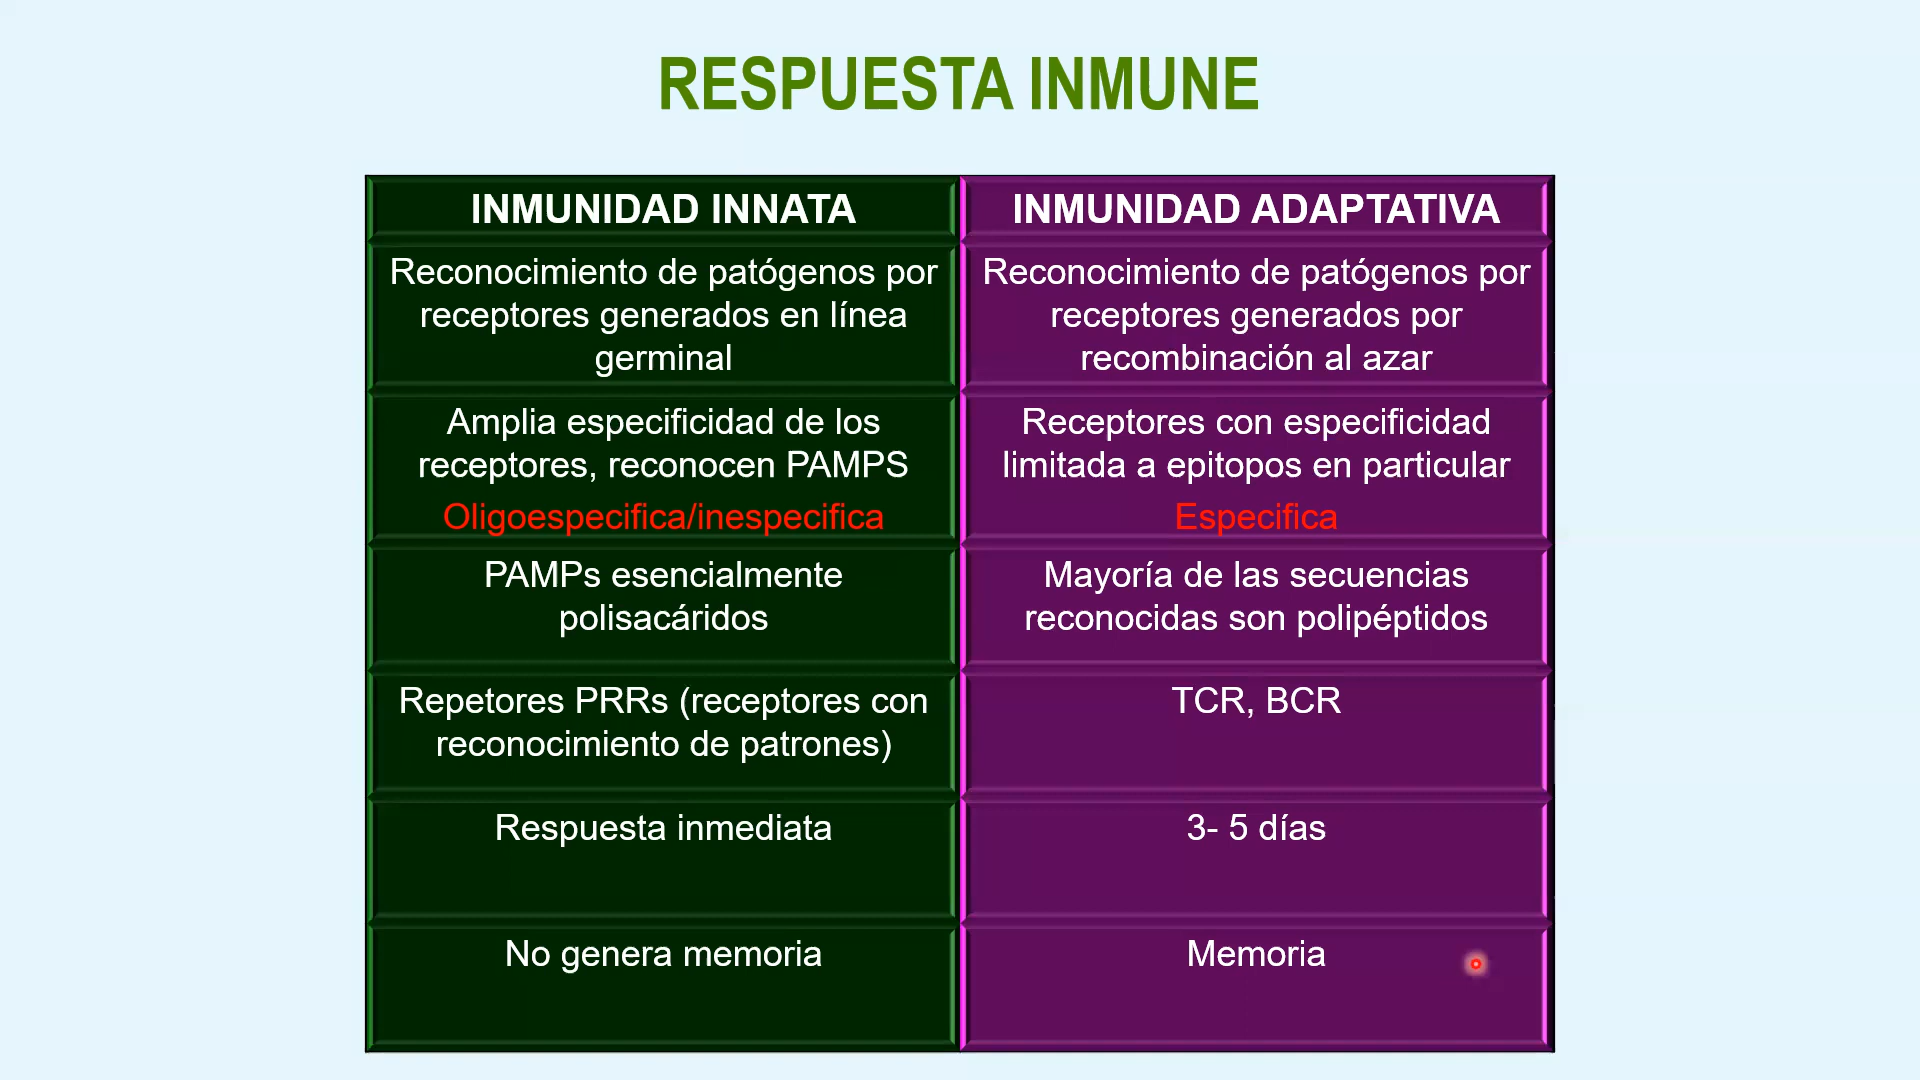 RESPUESTA INMUNE
INMUNIDAD INNATA
INMUNIDAD ADAPTATIVA
Reconocimiento de patógenos por
receptores generados en línea
germinal
Reconocimiento de patógenos por
receptores generados por
recombinación al azar
Amplia especificidad de los
receptores, reconocen PAMPS
Oligoespecifica/inespecifica
Receptores con especificidad
limitada a epitopos en particular
Especifica
PAMPs esencialmente
polisacáridos
Mayoría de las secuencias
reconocidas son polipéptidos
Repetores PRRs (receptores con
reconocimiento de patrones)
TCR, BCR
Respuesta inmediata
3- 5 días
No genera memoria
Memoria